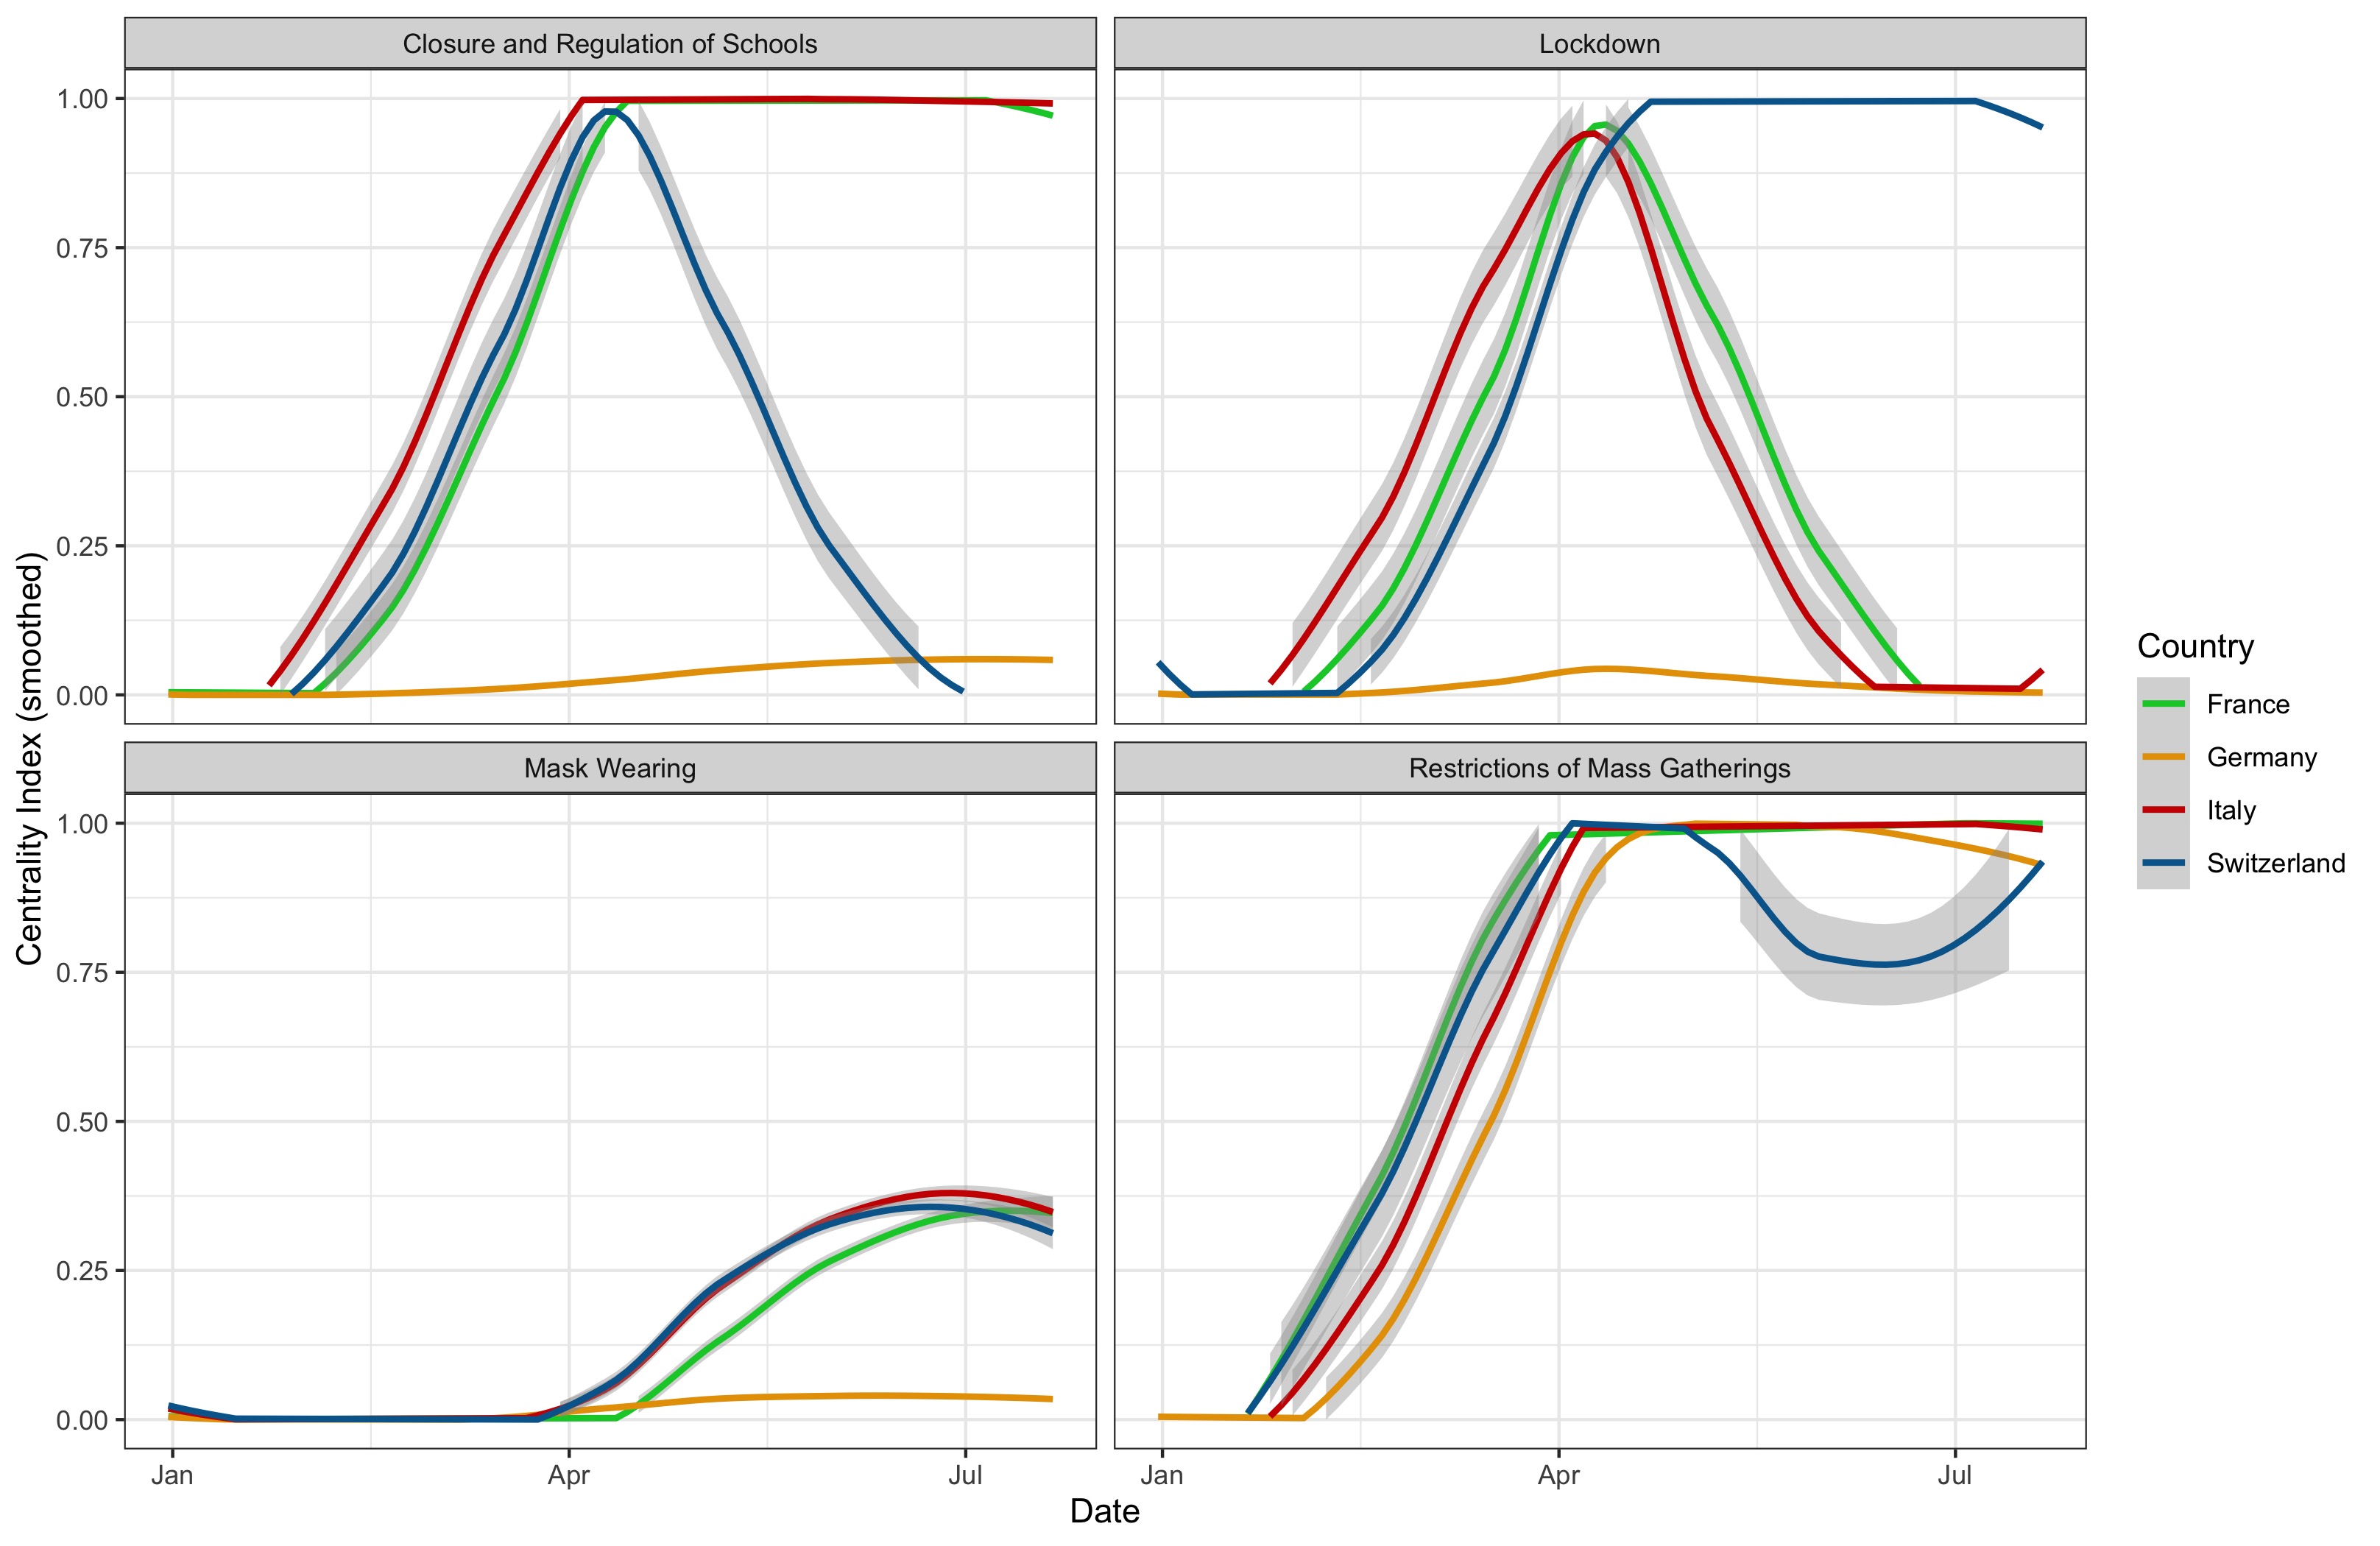 Closure and Regulation of Schools
Lockdown
1.00
0.75
0.50
0.25
0.00
Mask Wearing
Restrictions of Mass Gatherings
1.00
0.75
0.50
0.25
0.00
Jan
Apr
Jul
Jan
Apr
Jul
Date
Centrality Index (smoothed)
Country
France
Germany
Italy
Switzerland